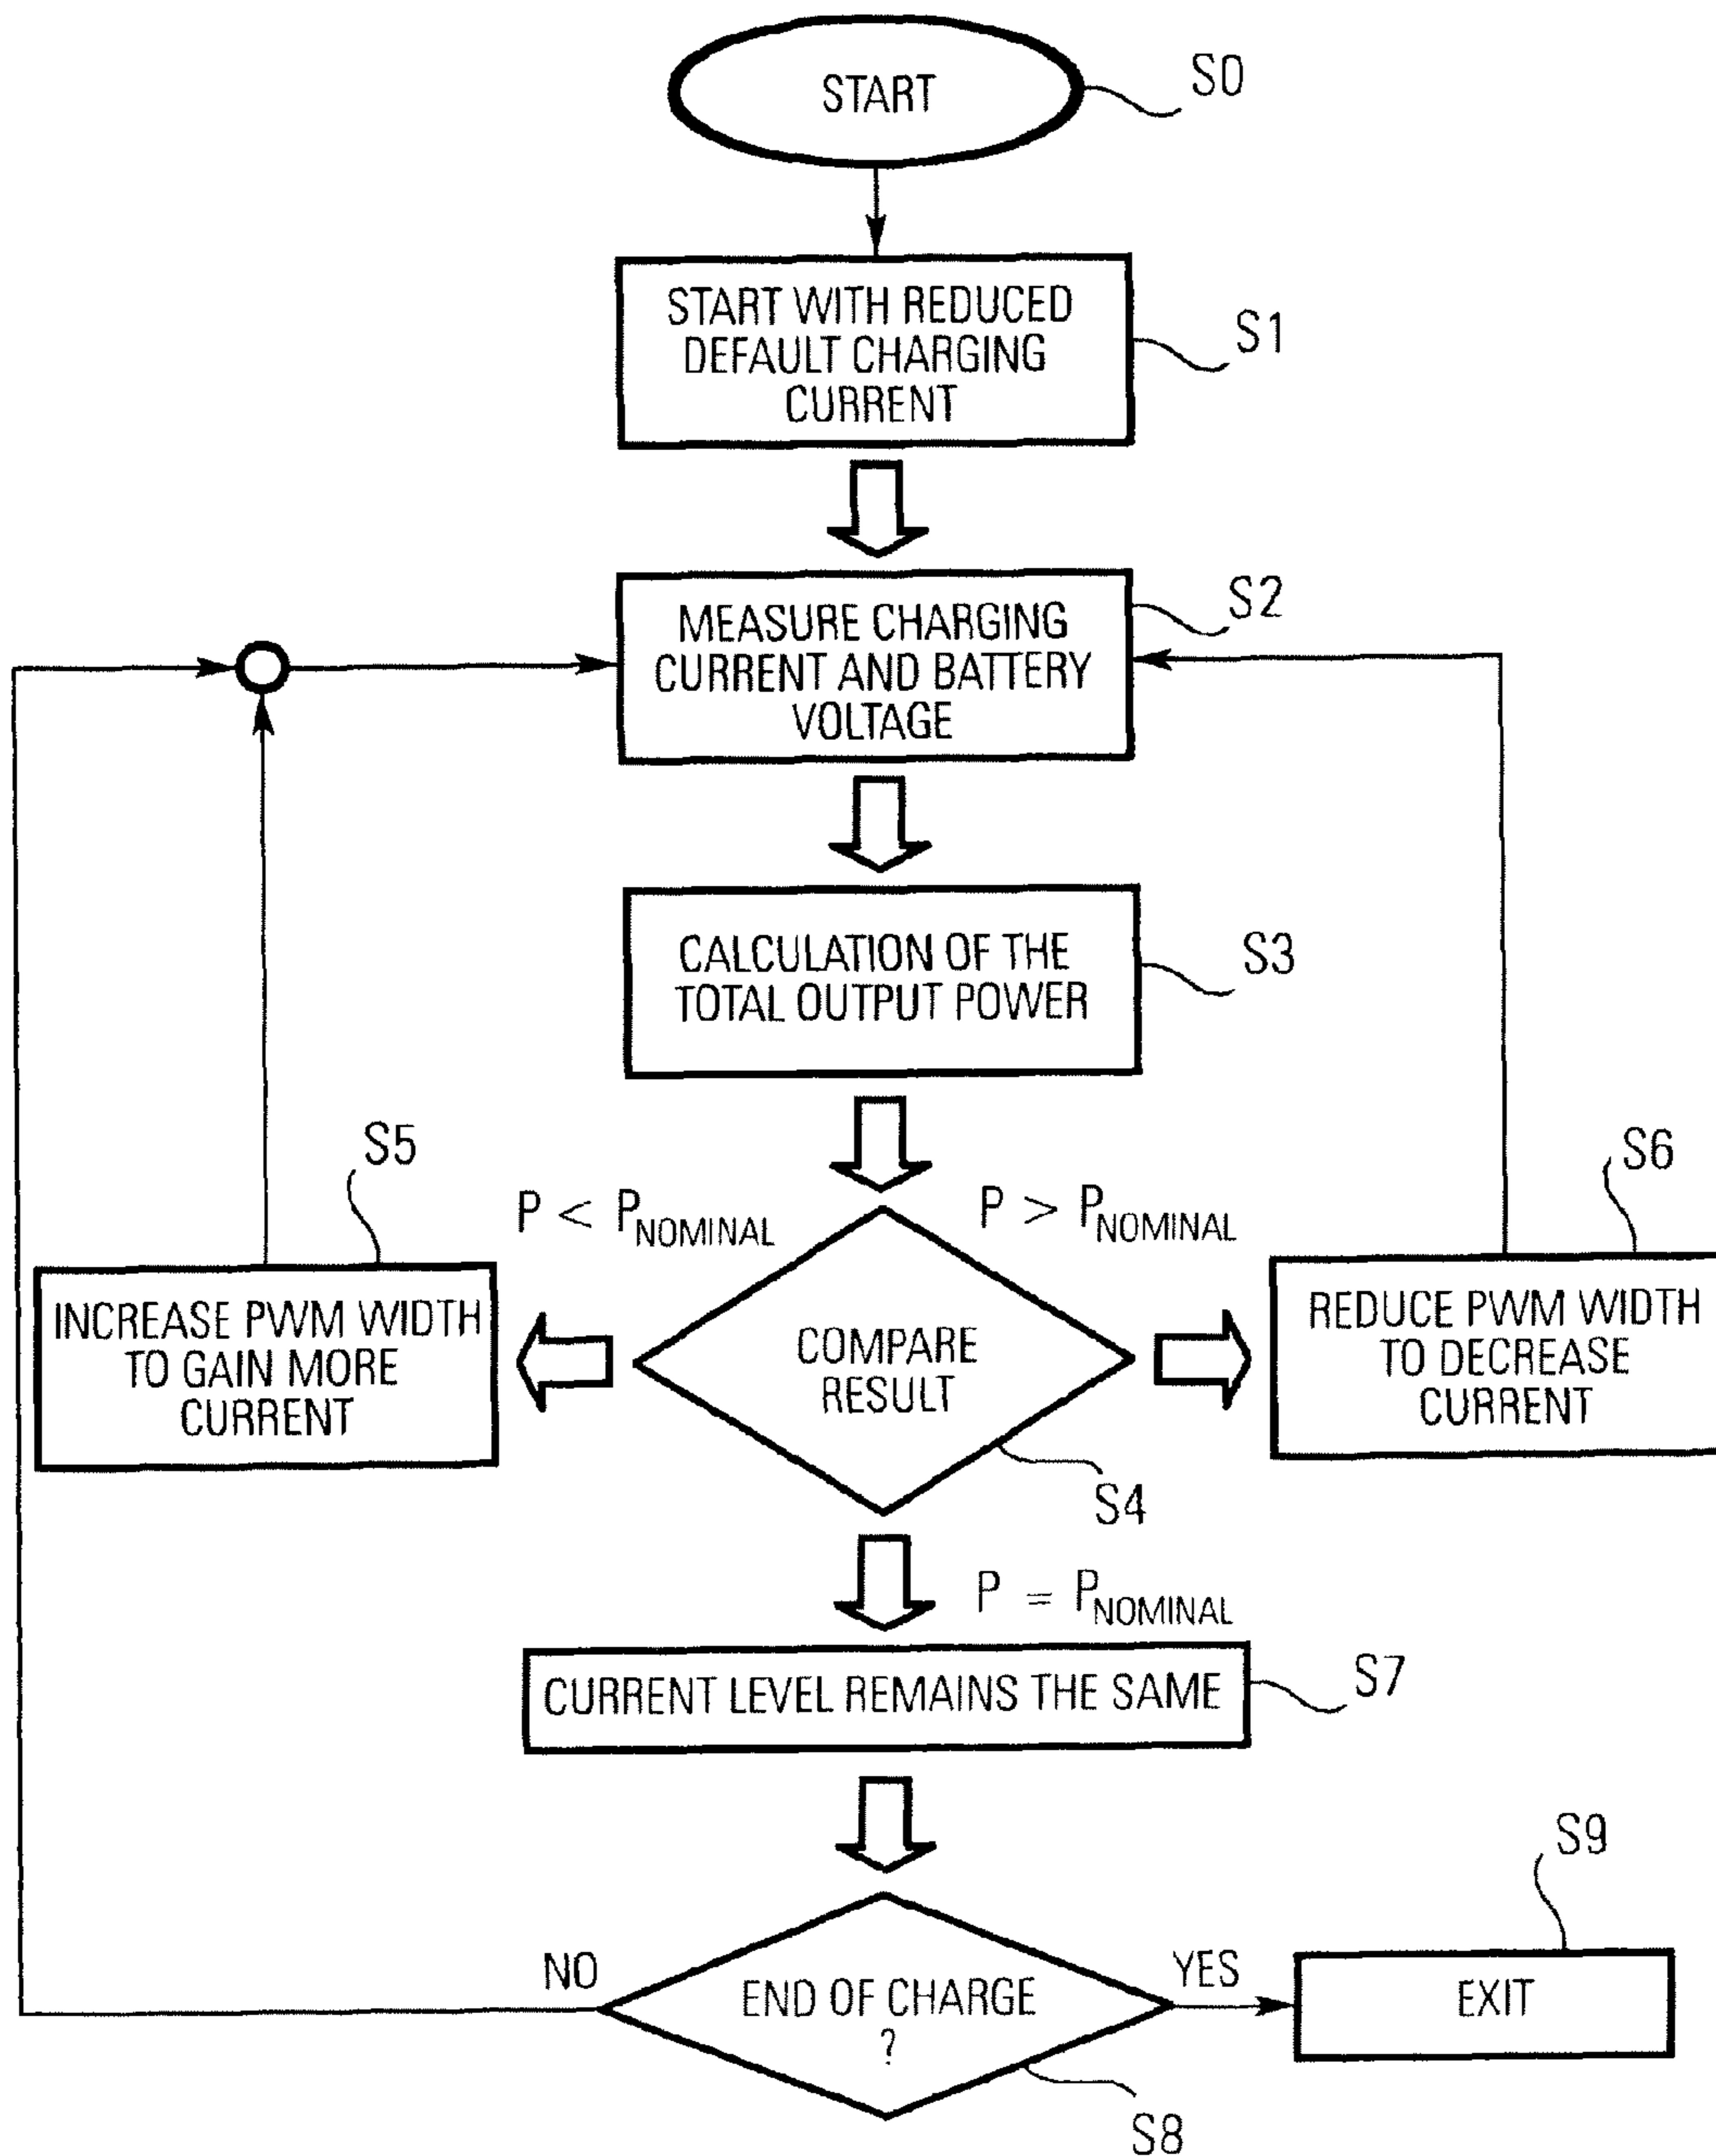 START
S0
START WITH REDUCED
DEFAULT CHARGING
CURRENT
S1
MEASURE CHARGING
CURRENT AND BATTERY
VOLTAGE
S2
CALCULATION OF THE
TOTAL OUTPUT POWER
S3
P < PNOMINAL
P > PNOMINAL
S5
S6
INCREASE PWM WIDTH
TO GAIN MORE
CURRENT
COMPARE
RESULT
REDUCE PWM WIDTH
TO DECREASE
CURRENT
S4
P = PNOMINAL
CURRENT LEVEL REMAINS THE SAME
S7
S9
NO
END OF CHARGE
?
YES
EXIT
S8